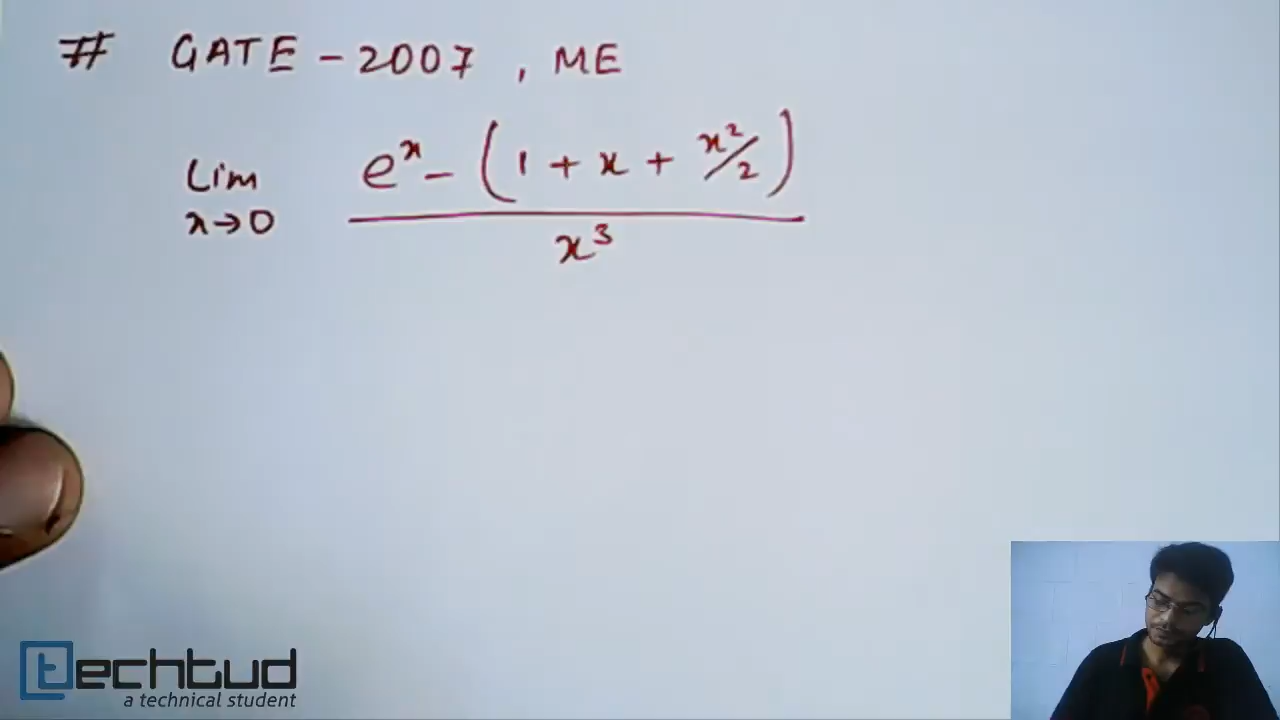 # GATE - 2007, ME
Lim x→0 e^x - (1 + x + x²/2) / x³
techtud
a technical student